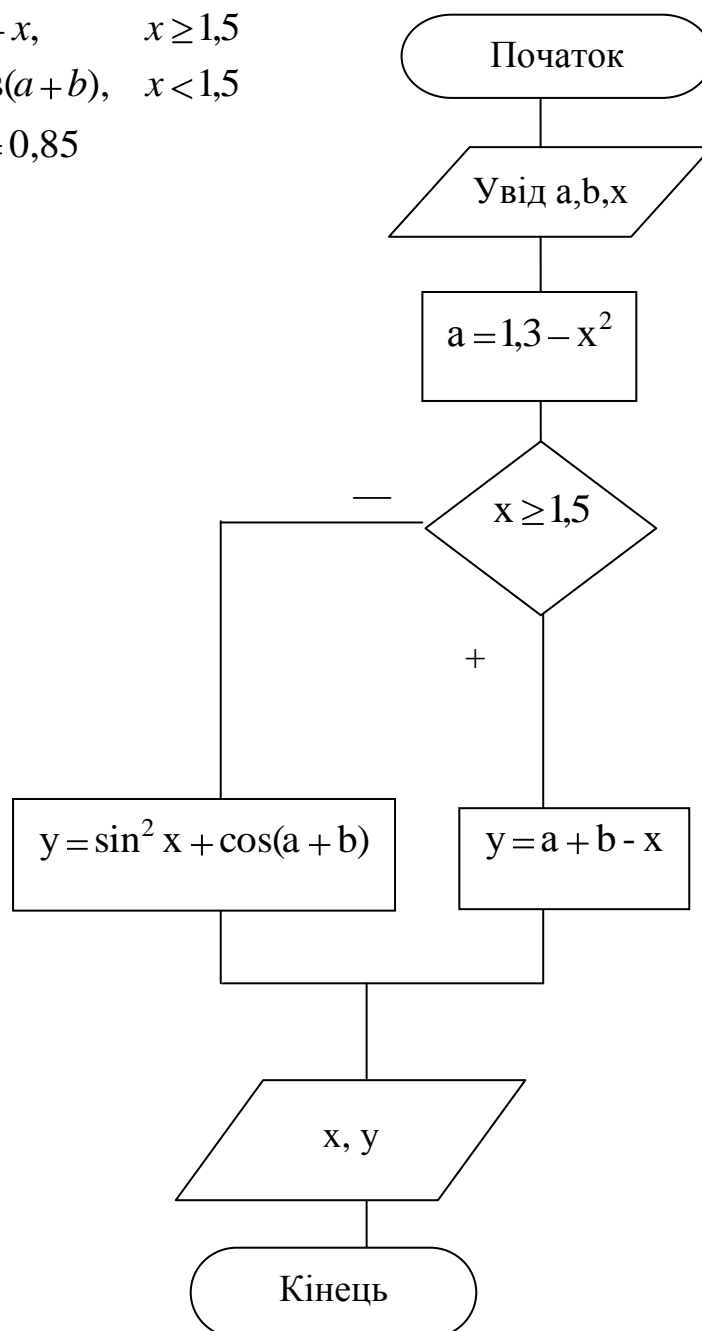 x, x ≥ 1,5
(a + b), x < 1,5
0,85
Початок
Увід a,b,x
a = 1,3 – x²
x ≥ 1,5
—
+
y = sin² x + cos(a + b)
y = a + b - x
x, y
Кінець